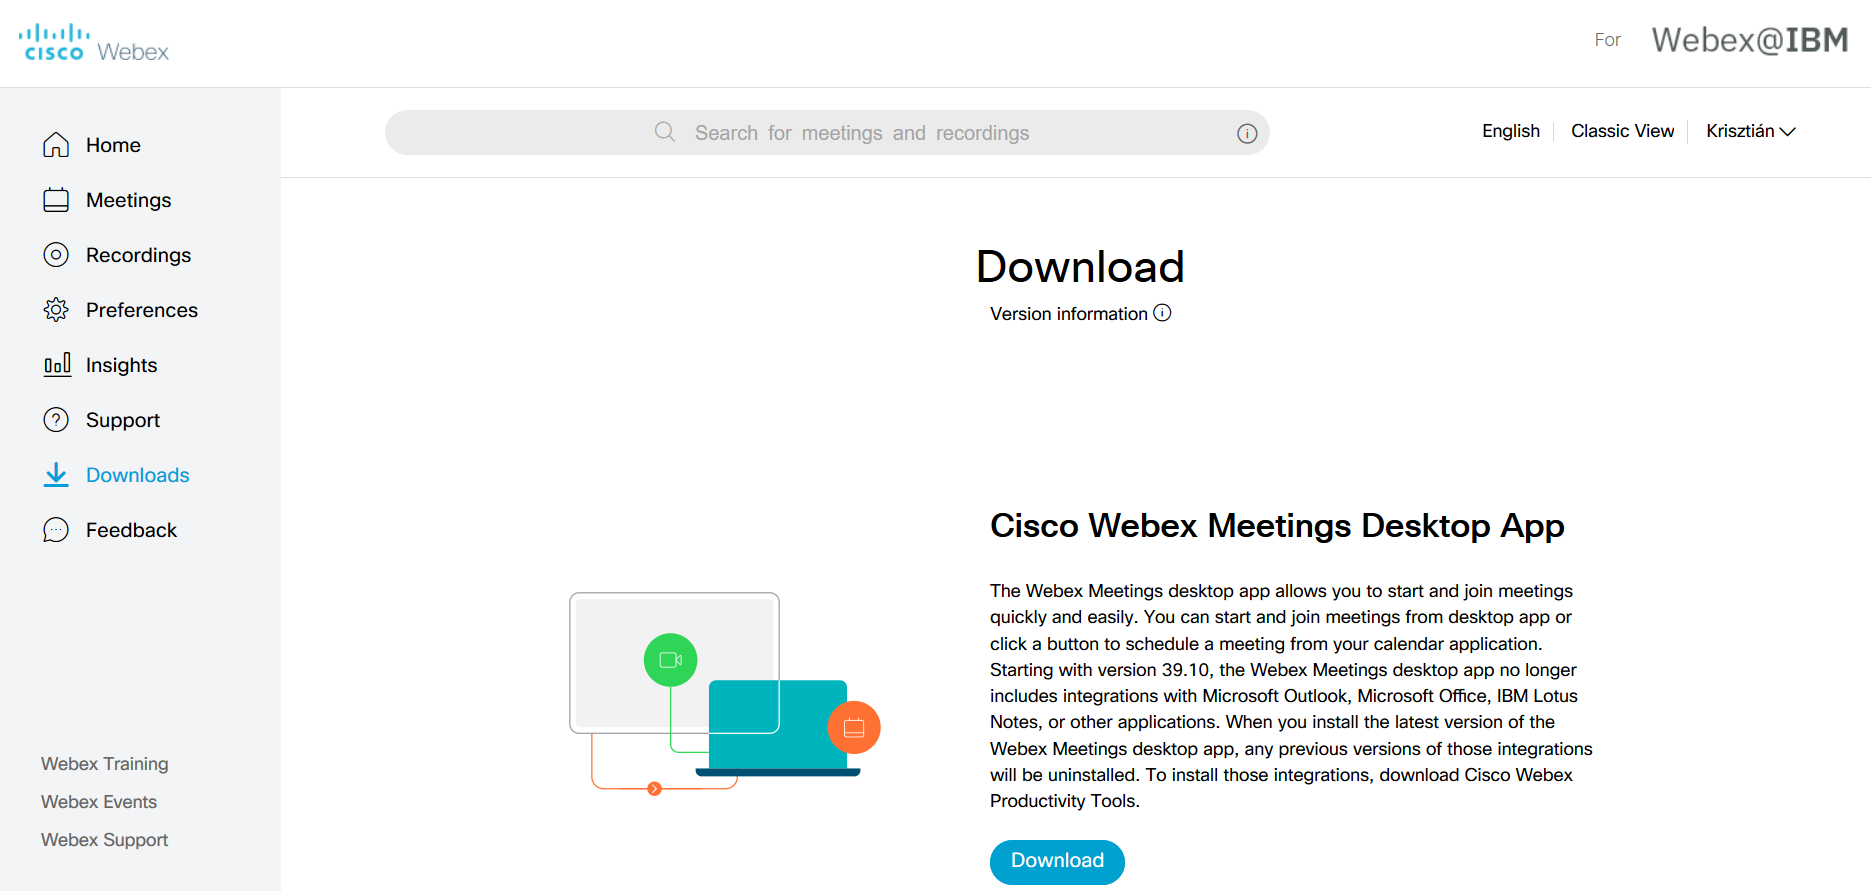 cisco Webex
For Webex@IBM
Search for meetings and recordings
English
Classic View
Krisztián
Home
Meetings
Recordings
Preferences
Insights
Support
Downloads
Feedback
Webex Training
Webex Events
Webex Support
Download
Version information
Cisco Webex Meetings Desktop App
The Webex Meetings desktop app allows you to start and join meetings
quickly and easily. You can start and join meetings from desktop app or
click a button to schedule a meeting from your calendar application.
Starting with version 39.10, the Webex Meetings desktop app no longer
includes integrations with Microsoft Outlook, Microsoft Office, IBM Lotus
Notes, or other applications. When you install the latest version of the
Webex Meetings desktop app, any previous versions of those integrations
will be uninstalled. To install those integrations, download Cisco Webex
Productivity Tools.
Download